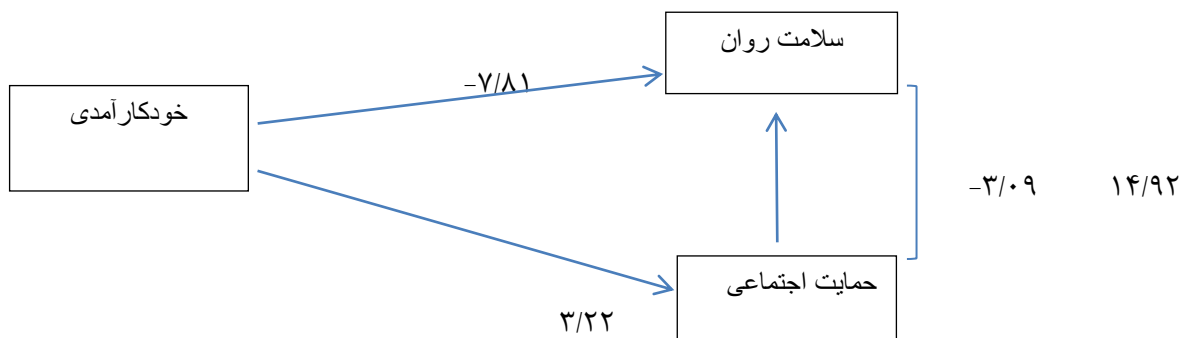 سلامت روان
-۷/۸۱
خودکارآمدی
-۳/۰۹
۱۴/۹۲
حمایت اجتماعی
۳/۲۲